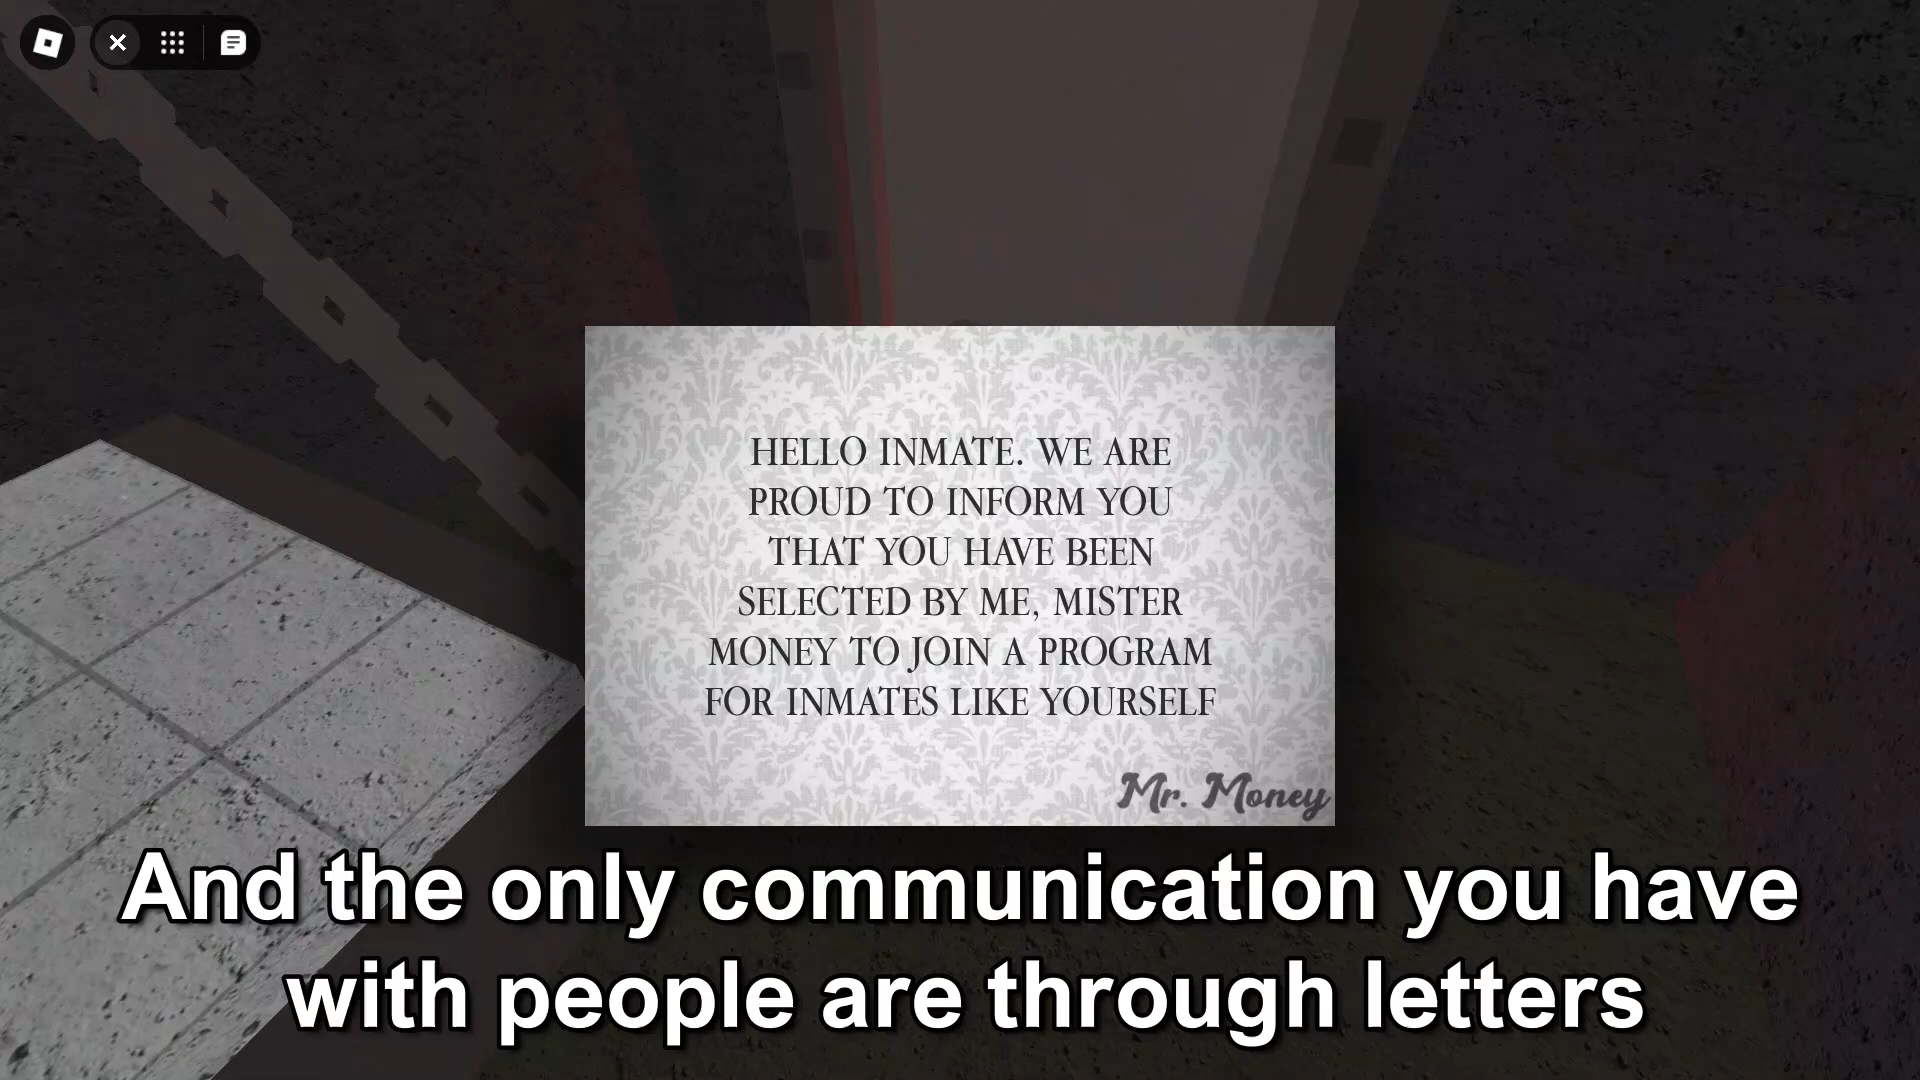 HELLO INMATE. WE ARE
PROUD TO INFORM YOU
THAT YOU HAVE BEEN
SELECTED BY ME, MISTER
MONEY TO JOIN A PROGRAM
FOR INMATES LIKE YOURSELF
Mr. Money
And the only communication you have
with people are through letters